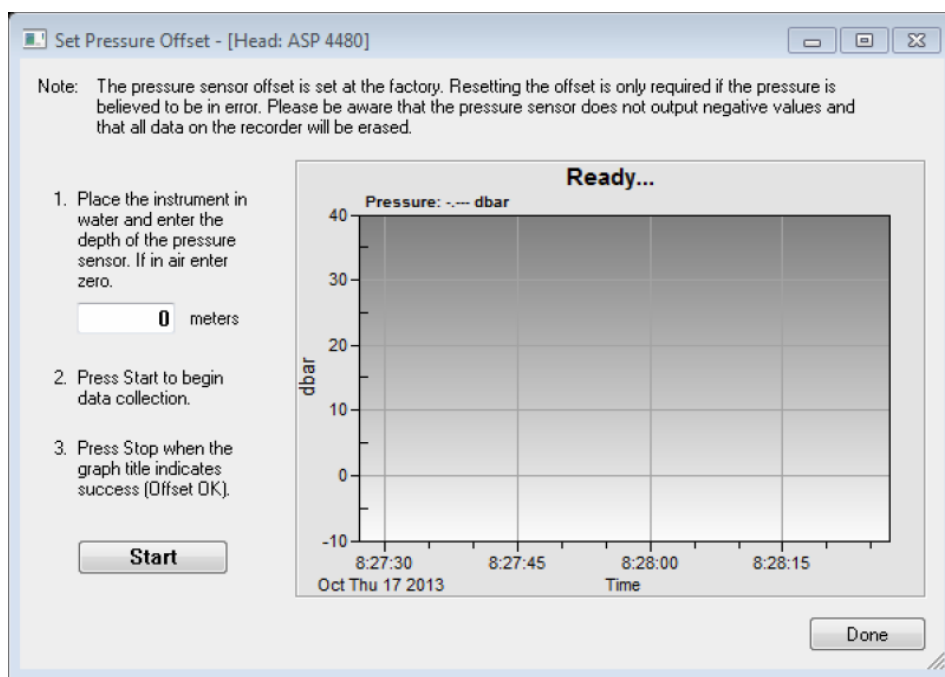 Set Pressure Offset - [Head: ASP 4480]
Note: The pressure sensor offset is set at the factory. Resetting the offset is only required if the pressure is
believed to be in error. Please be aware that the pressure sensor does not output negative values and
that all data on the recorder will be erased.
1. Place the instrument in
water and enter the
depth of the pressure
sensor. If in air enter
zero.
0 meters
2. Press Start to begin
data collection.
3. Press Stop when the
graph title indicates
success (Offset OK).
Start
Ready...
Pressure: -.--- dbar
40
30
20
10
0
-10
dbar
8:27:30 8:27:45 8:28:00 8:28:15
Oct Thu 17 2013 Time
Done